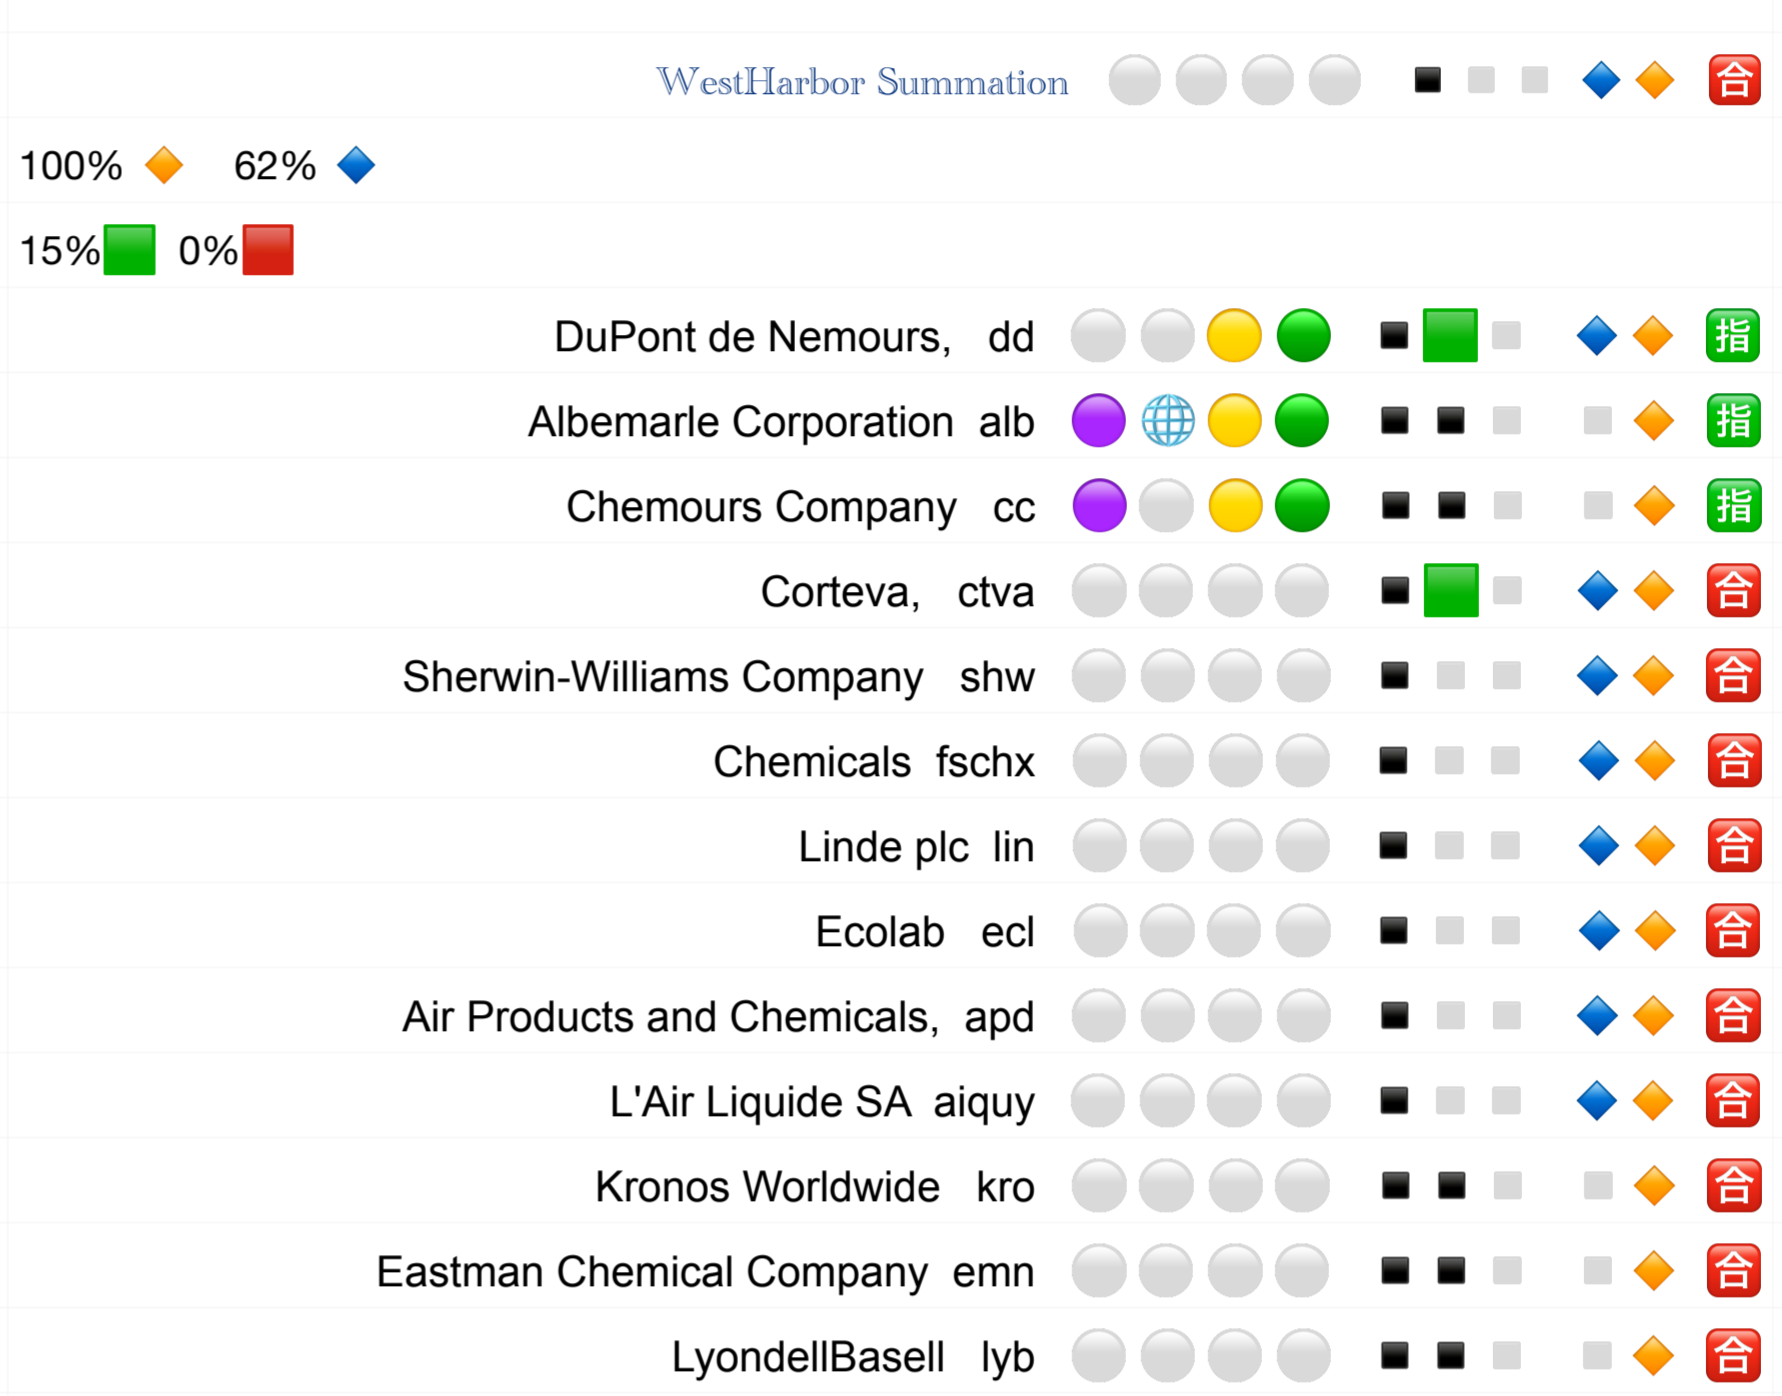 WestHarbor Summation 合
100% 62%
15% 0%
DuPont de Nemours, dd 指
Albemarle Corporation alb 指
Chemours Company cc 指
Corteva, ctva 合
Sherwin-Williams Company shw 合
Chemicals fschx 合
Linde plc lin 合
Ecolab ecl 合
Air Products and Chemicals, apd 合
L'Air Liquide SA aiquy 合
Kronos Worldwide kro 合
Eastman Chemical Company emn 合
LyondellBasell lyb 合